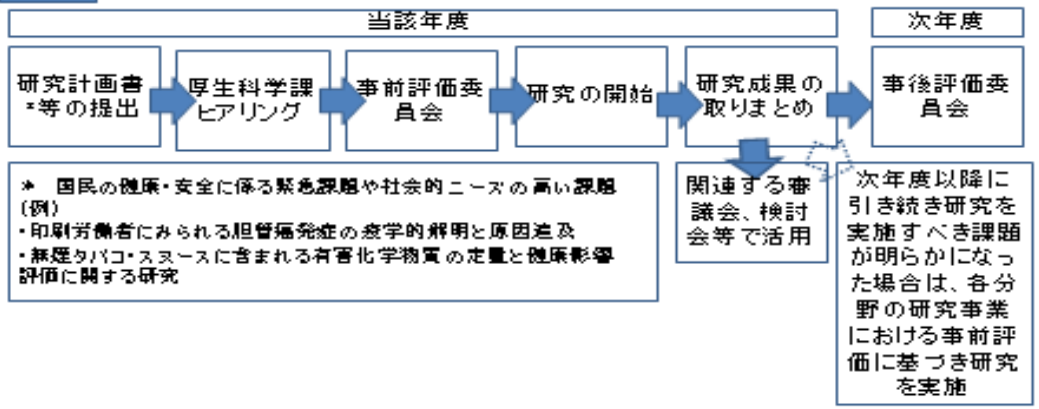 当該年度
次年度
研究計画書
*等の提出
厚生科学課
ヒアリング
事前評価委
員会
研究の開始
研究成果の
取りまとめ
事後評価委
員会
* 国民の健康・安全に係る緊急課題や社会的ニーズの高い課題
(例)
・印刷労働者にみられる胆管癌発症の疫学的解明と原因追及
・無煙タバコ・スヌースに含まれる有害化学物質の定量と健康影響
評価に関する研究
関連する審
議会、検討
会等で活用
次年度以降に
引き続き研究を
実施すべき課題
が明らかになっ
た場合は、各分
野の研究事業
における事前評
価に基づき研究
を実施